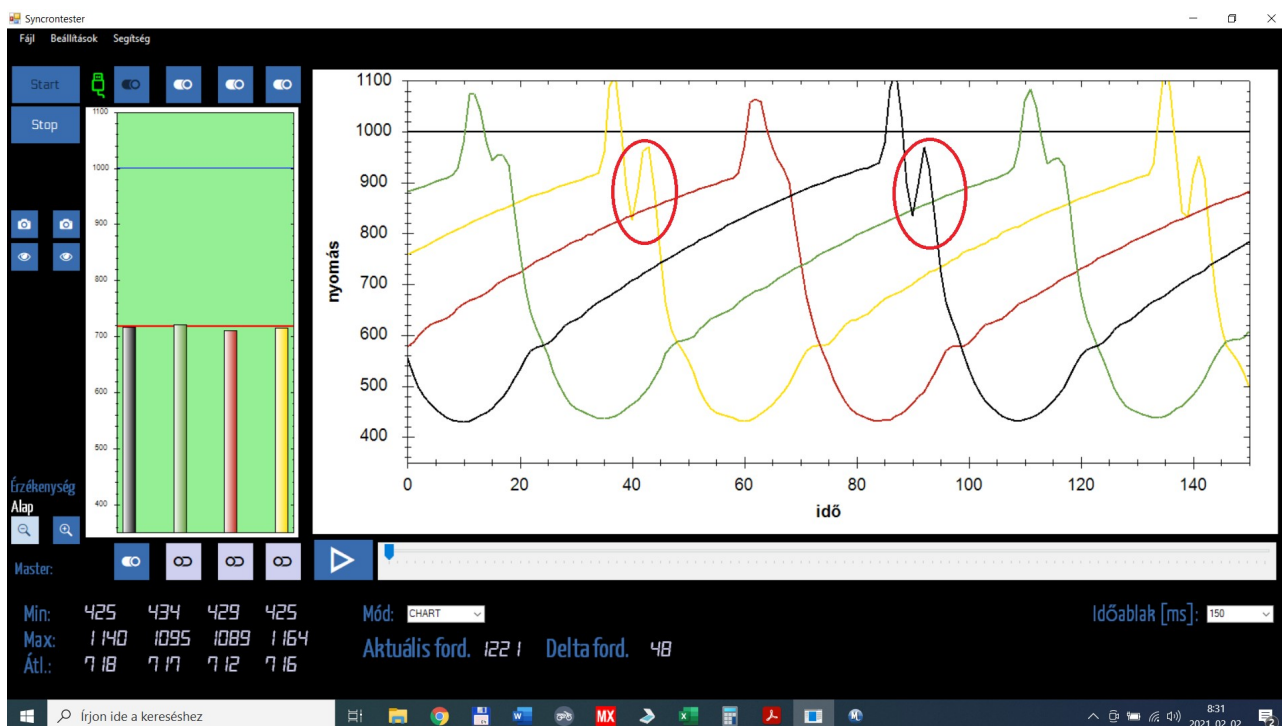 Syncrontester
Fájl Beállítások Segítség
Start
Stop
1100
1000
900
800
700
600
500
400
Érzékenység
Alap
Master:
1100
1000
900
800
700
600
500
400
nyomás
0 20 40 60 80 100 120 140
idő
Min: 425 434 429 425
Max: 1140 1095 1089 1164
Átl.: 718 717 712 716
Mód: CHART
Időablak [ms]: 150
Aktuális ford. 1221 Delta ford. 48
Írjon ide a kereséshez
MX
8:31
2021. 02. 02.